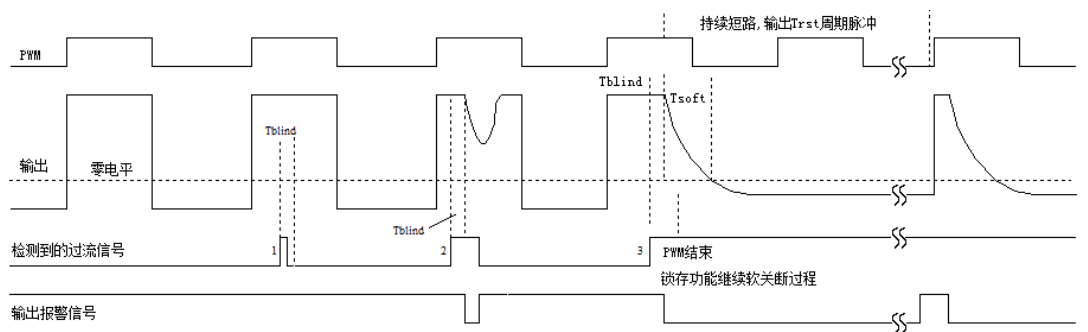 持续短路,输出Trst周期脉冲
PWM
Tblind
Tsoft
Tblind
输出
零电平
Tblind
检测到的过流信号
1
2
3
PWM结束
锁存功能继续软关断过程
输出报警信号